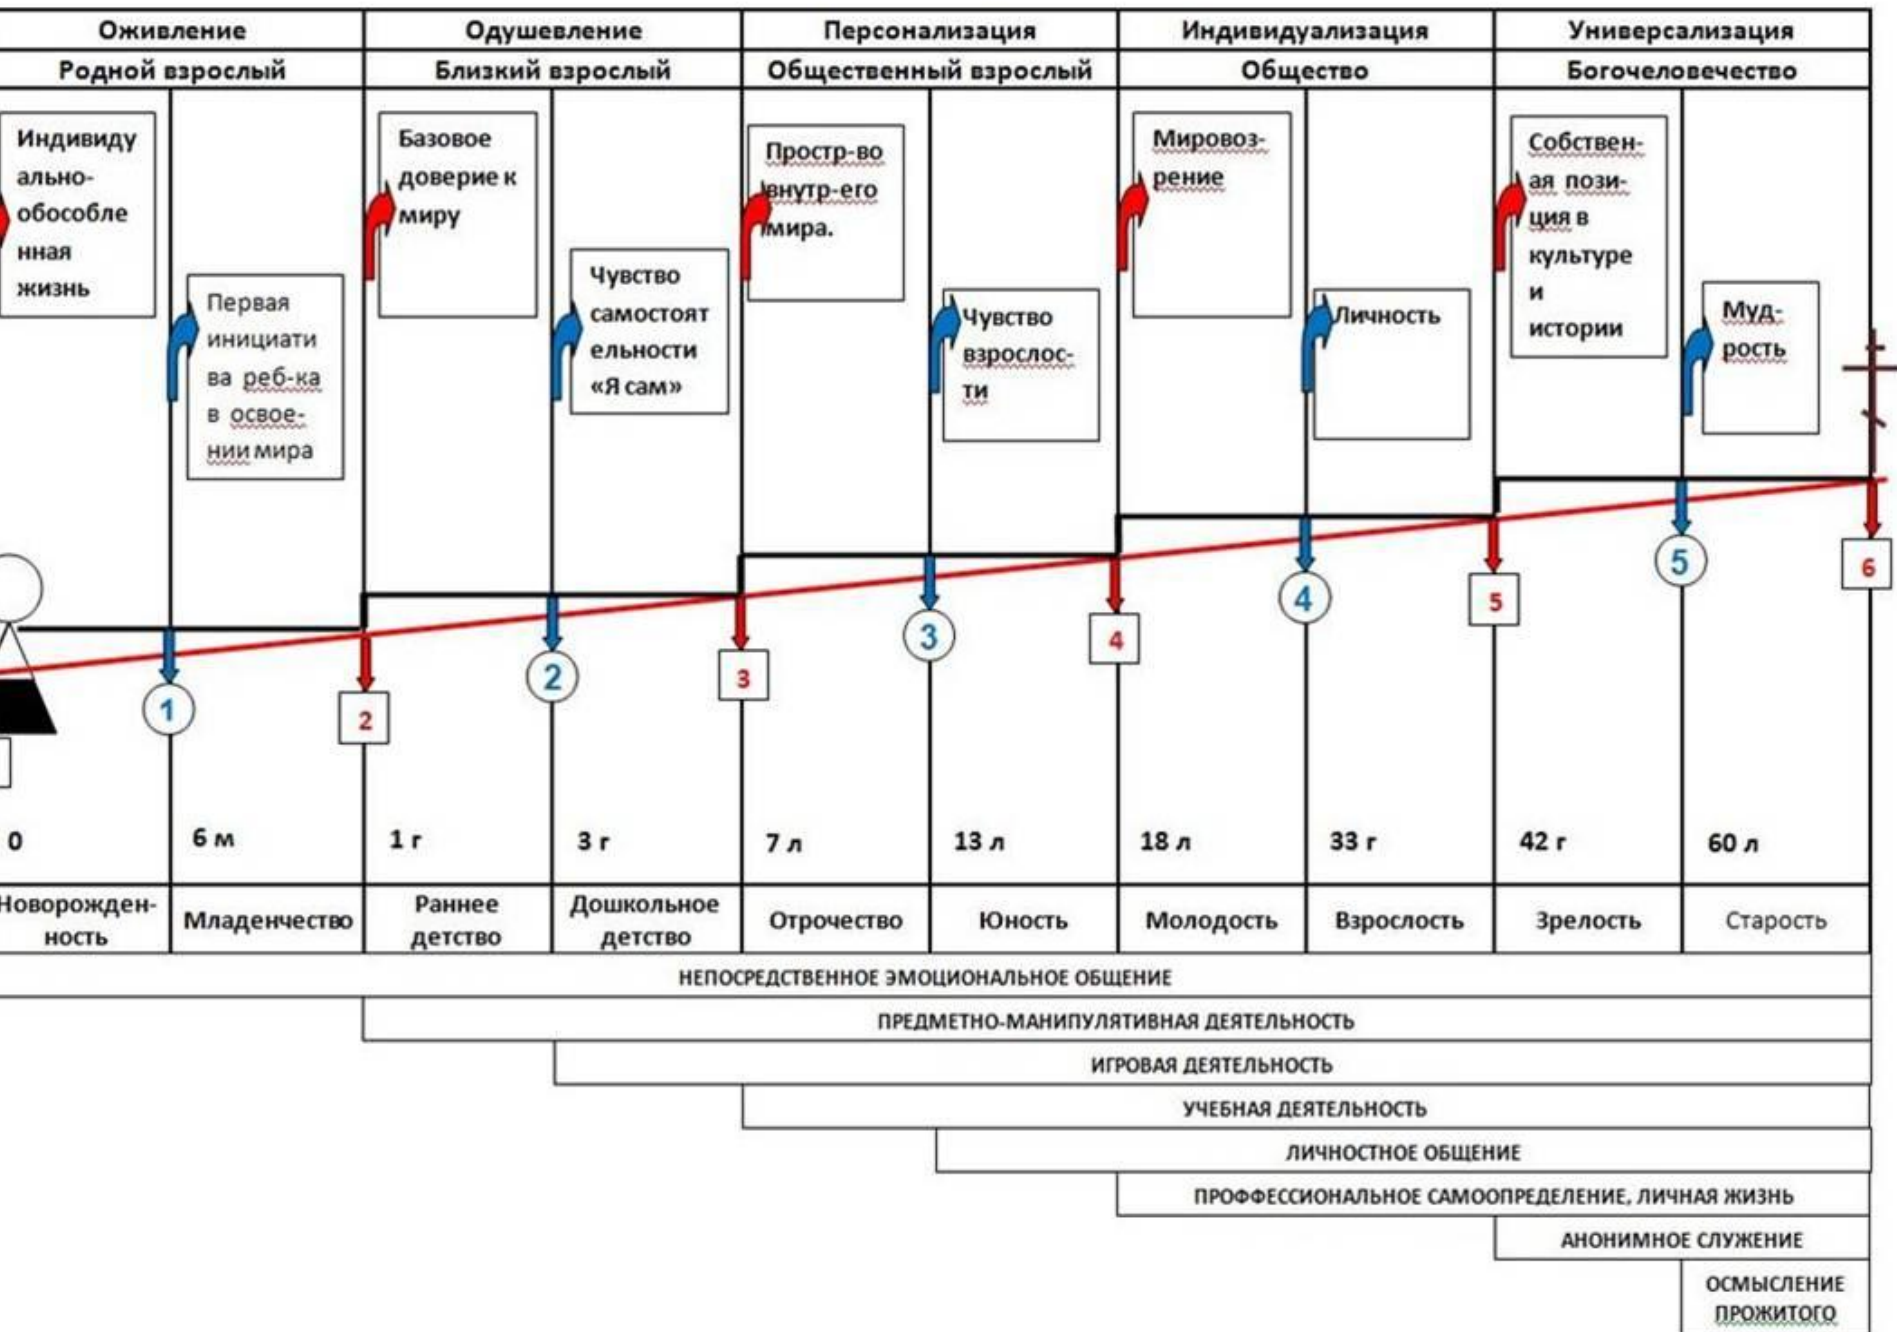 Оживление
Одушевление
Персонализация
Индивидуализация
Универсализация
Родной взрослый
Близкий взрослый
Общественный взрослый
Общество
Богочеловечество
Индивиду
ально-
обособле
нная
жизнь
Первая
инициати
ва реб-ка
в освое-
нии мира
Базовое
доверие к
миру
Чувство
самостоят
ельности
«Я сам»
Простр-во
внутр-его
мира.
Чувство
взрослос-
ти
Мировоз-
рение
Личность
Собствен-
ая пози-
ция в
культуре
и
истории
Муд-
рость
1
2
2
3
3
4
4
5
5
6
0
6 м
1 г
3 г
7 л
13 л
18 л
33 г
42 г
60 л
Новорожден-
ность
Младенчество
Раннее
детство
Дошкольное
детство
Отрочество
Юность
Молодость
Взрослость
Зрелость
Старость
НЕПОСРЕДСТВЕННОЕ ЭМОЦИОНАЛЬНОЕ ОБЩЕНИЕ
ПРЕДМЕТНО-МАНИПУЛЯТИВНАЯ ДЕЯТЕЛЬНОСТЬ
ИГРОВАЯ ДЕЯТЕЛЬНОСТЬ
УЧЕБНАЯ ДЕЯТЕЛЬНОСТЬ
ЛИЧНОСТНОЕ ОБЩЕНИЕ
ПРОФФЕССИОНАЛЬНОЕ САМООПРЕДЕЛЕНИЕ, ЛИЧНАЯ ЖИЗНЬ
АНОНИМНОЕ СЛУЖЕНИЕ
ОСМЫСЛЕНИЕ
ПРОЖИТОГО